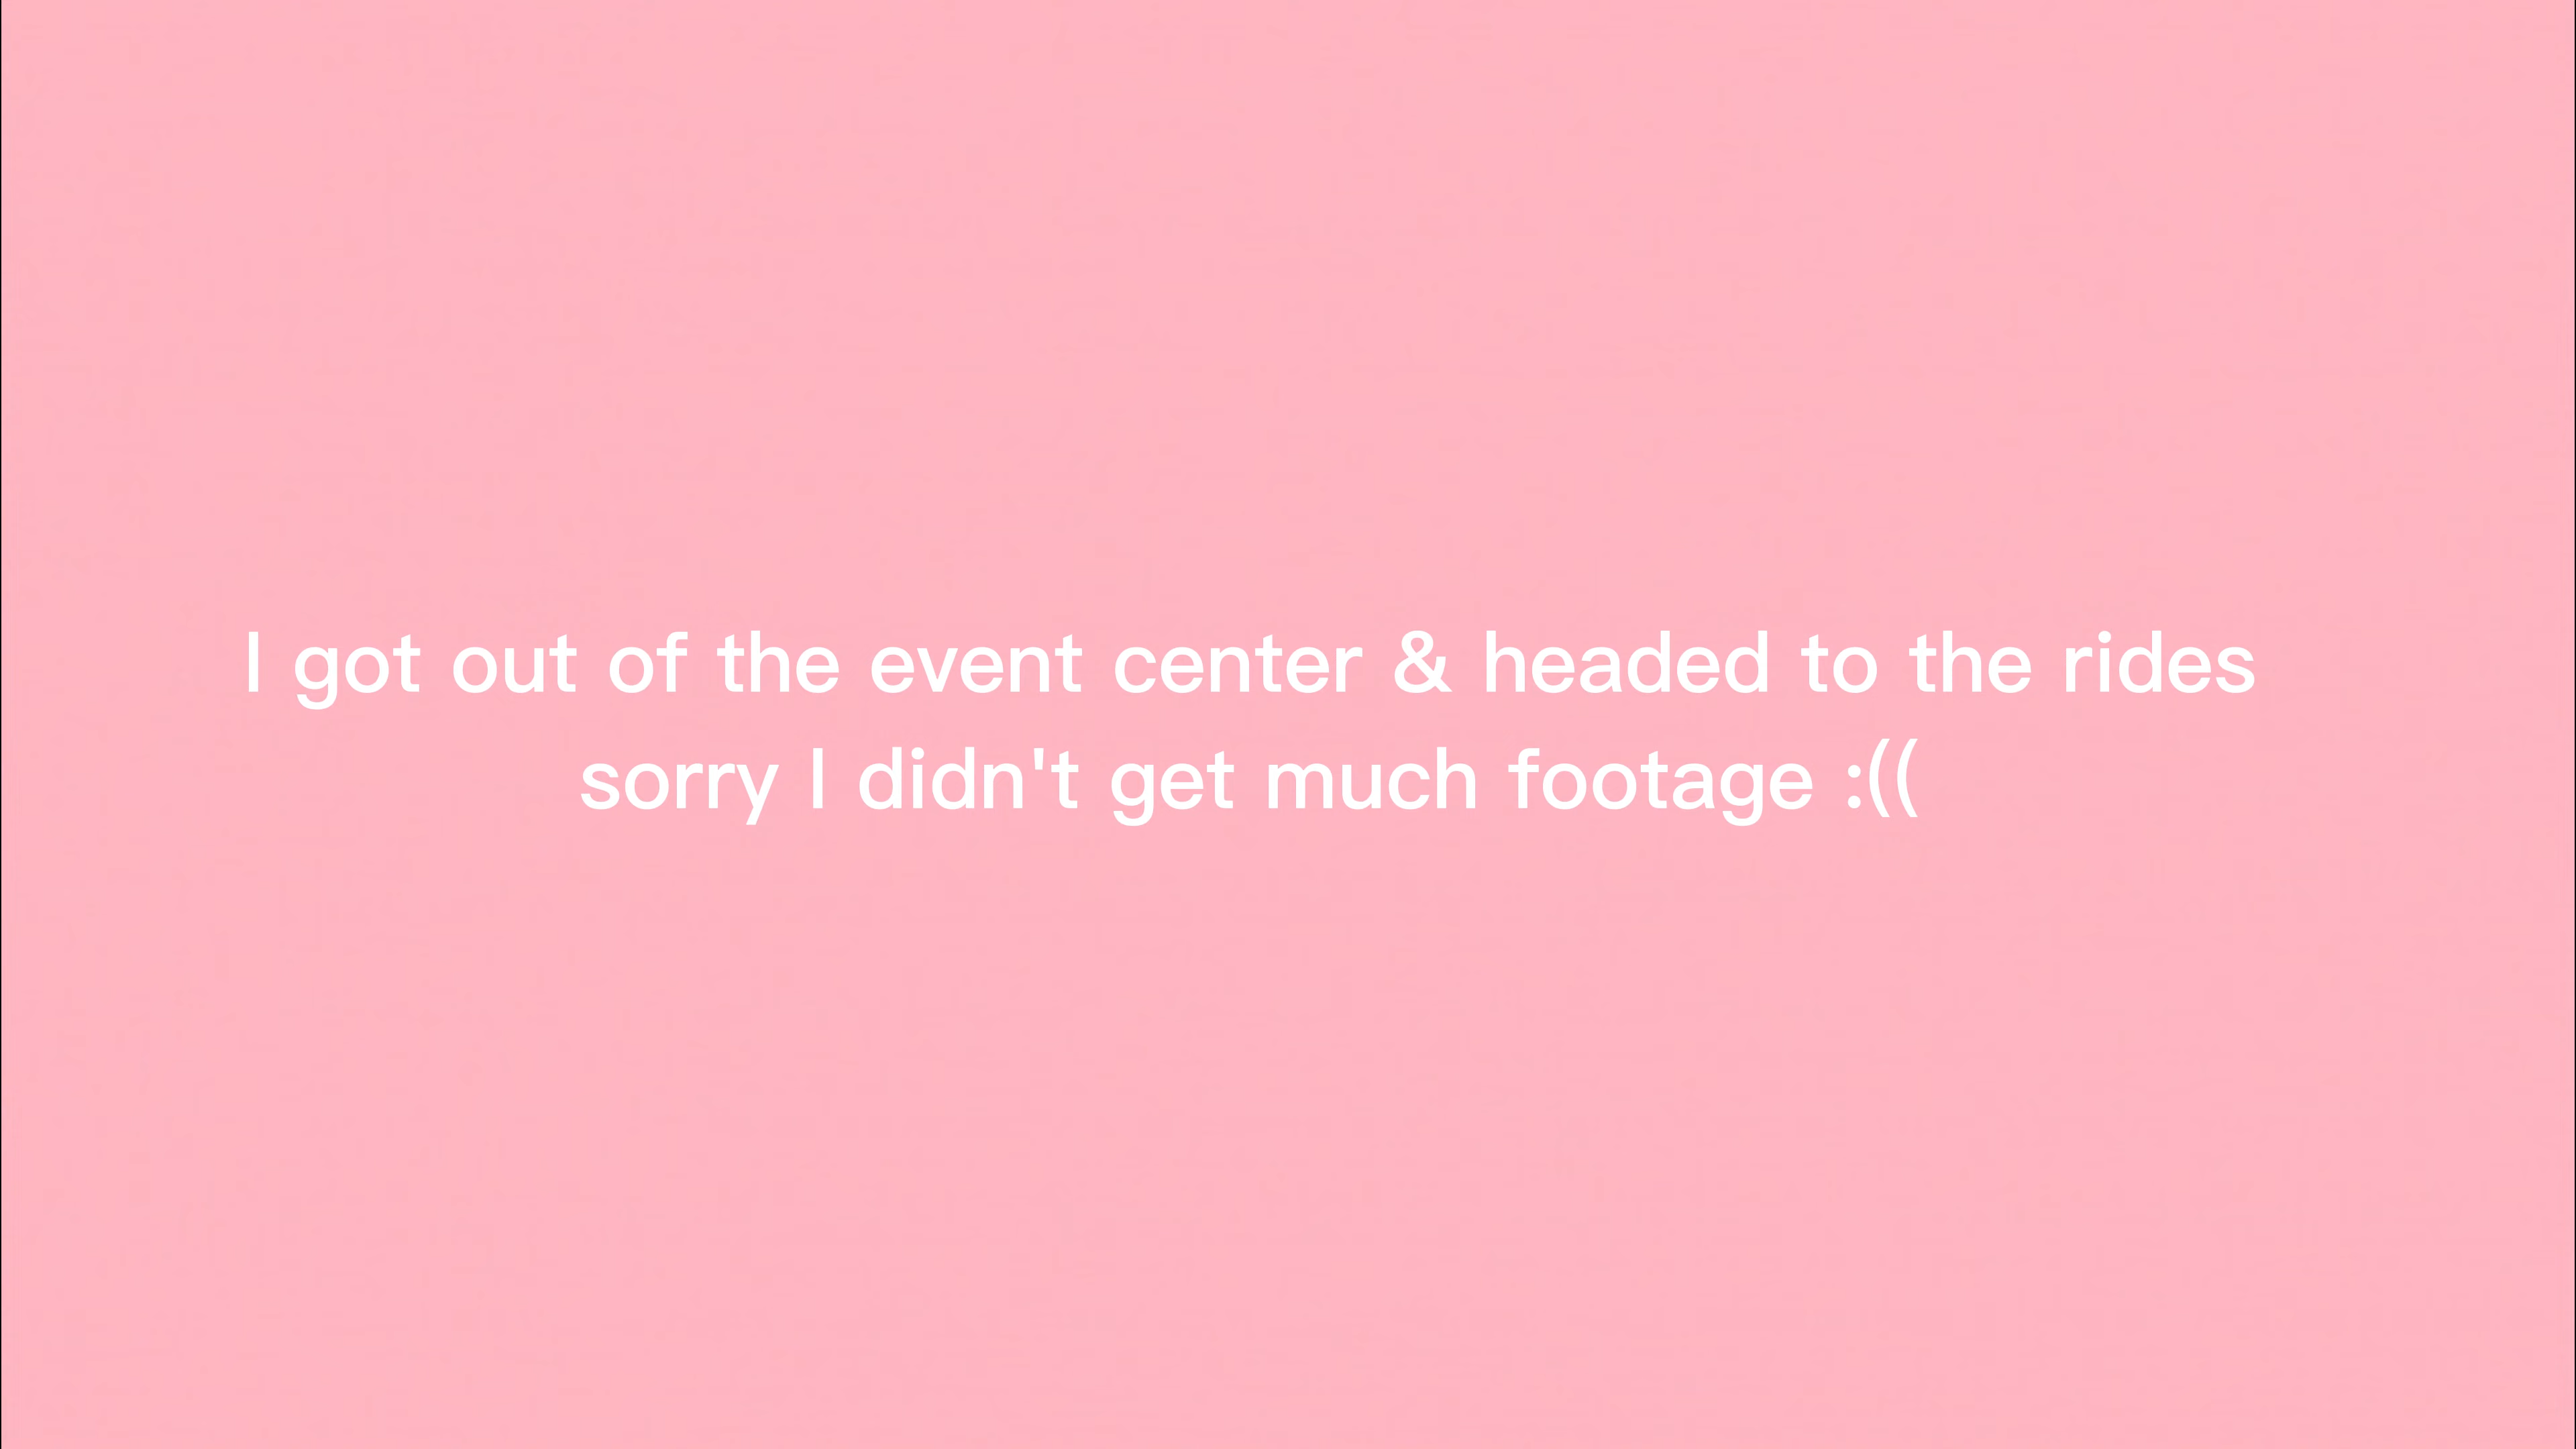 I got out of the event center & headed to the rides
sorry I didn't get much footage :((